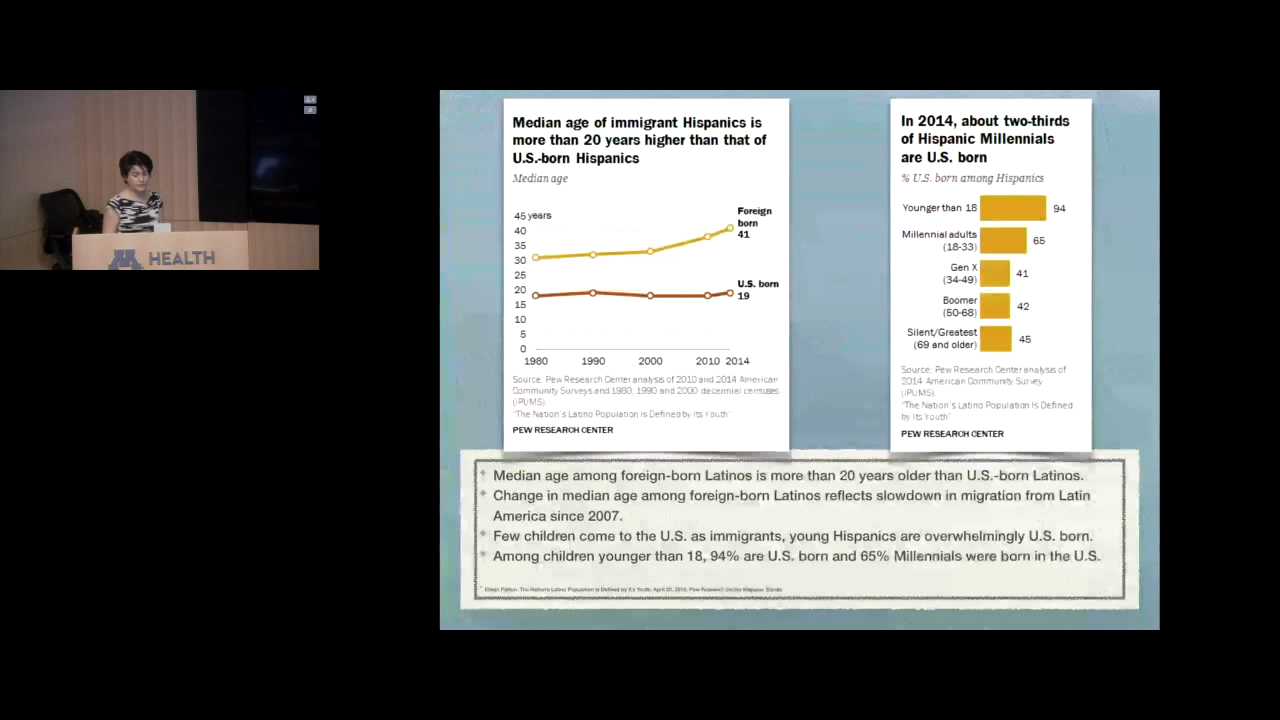 HEALTH
Median age of immigrant Hispanics is
more than 20 years higher than that of
U.S.-born Hispanics
Median age
45 years
40
35
30
25
20
15
10
5
0
1980 1990 2000 2010 2014
Foreign
born
41
U.S. born
19
Source: Pew Research Center analysis of 2010 and 2014 American
Community Surveys and 1980, 1990 and 2000 decennial censuses
(IPUMS).
"The Nation's Latino Population is Defined by Its Youth"
PEW RESEARCH CENTER
In 2014, about two-thirds
of Hispanic Millennials
are U.S. born
% U.S. born among Hispanics
Younger than 18 94
Millennial adults
(18-33) 65
Gen X
(34-49) 41
Boomer
(50-68) 42
Silent/Greatest
(69 and older) 45
Source: Pew Research Center analysis of
2014 American Community Survey
(IPUMS).
"The Nation's Latino Population Is Defined
by Its Youth"
PEW RESEARCH CENTER
Median age among foreign-born Latinos is more than 20 years older than U.S.-born Latinos.
Change in median age among foreign-born Latinos reflects slowdown in migration from Latin
America since 2007.
Few children come to the U.S. as immigrants, young Hispanics are overwhelmingly U.S. born.
Among children younger than 18, 94% are U.S. born and 65% Millennials were born in the U.S.